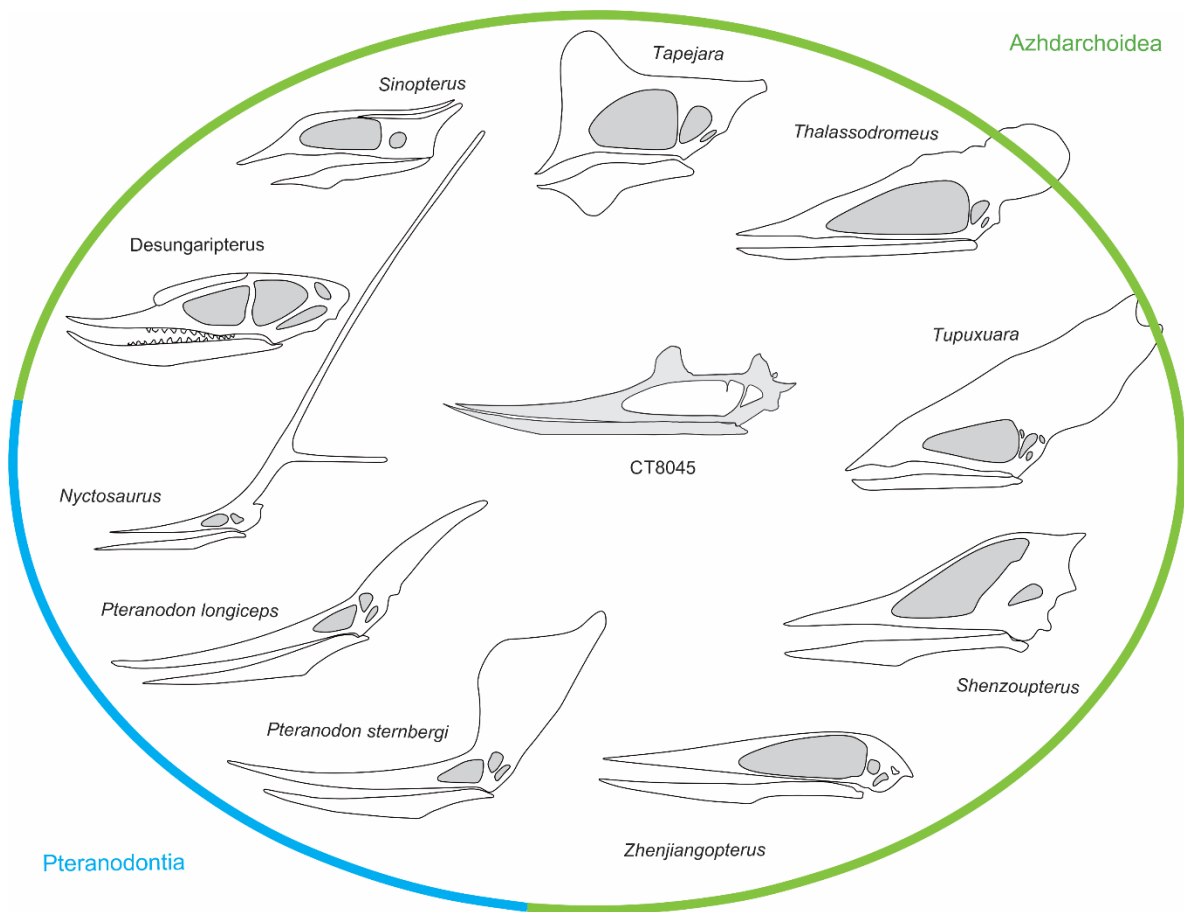 Azhdarchoidea
Tapejara
Sinopterus
Thalassodromeus
Desungaripterus
Tupuxuara
CT8045
Nyctosaurus
Pteranodon longiceps
Shenzoupterus
Pteranodon sternbergi
Zhenjiangopterus
Pteranodontia